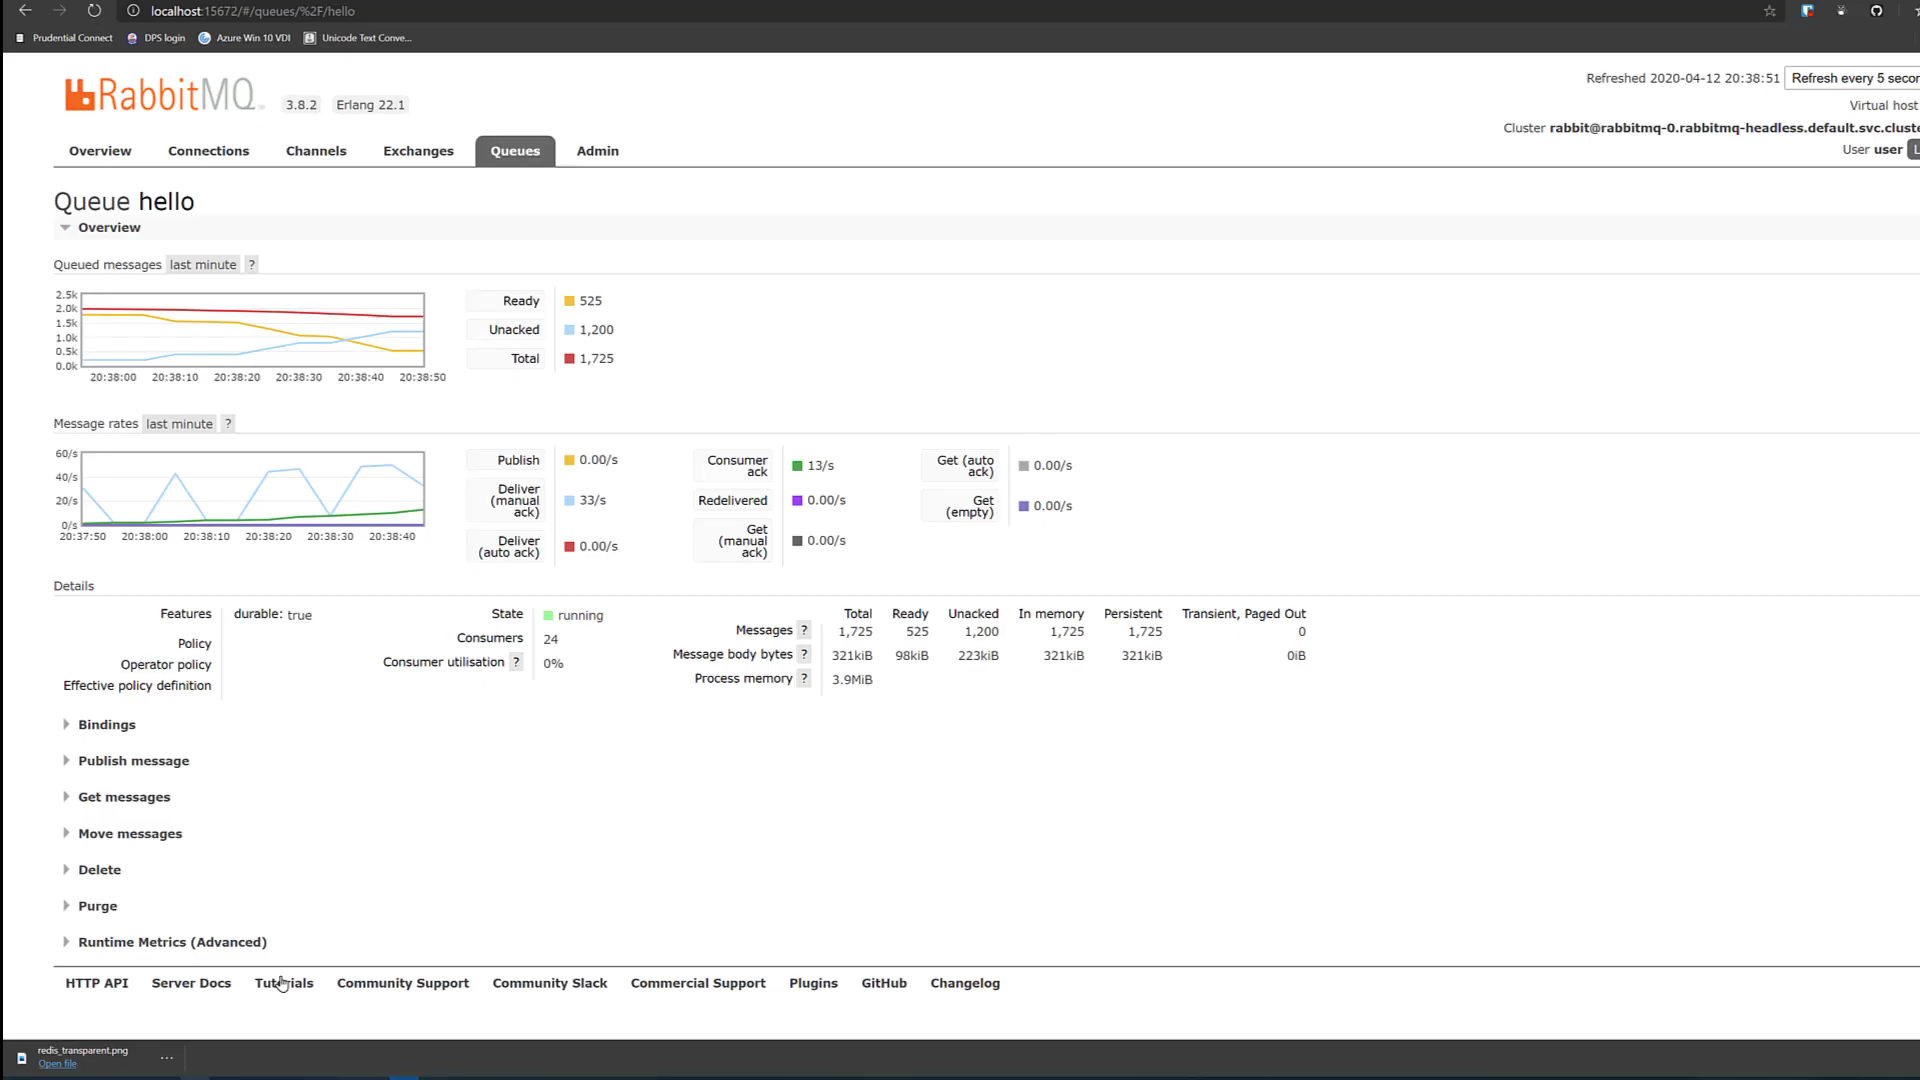 localhost:15672/#/queues/%2F/hello
Prudential Connect DPS login Azure Win 10 VDI Unicode Text Conve...
RabbitMQ 3.8.2 Erlang 22.1
Refreshed 2020-04-12 20:38:51 Refresh every 5 secon
Virtual host
Cluster rabbit@rabbitmq-0.rabbitmq-headless.default.svc.cluste
User user L
Overview Connections Channels Exchanges Queues Admin
Queue hello
Overview
Queued messages last minute ?
2.5k
2.0k
1.5k
1.0k
0.5k
0.0k
20:38:00 20:38:10 20:38:20 20:38:30 20:38:40 20:38:50
Ready 525
Unacked 1,200
Total 1,725
Message rates last minute ?
60/s
40/s
20/s
0/s
20:37:50 20:38:00 20:38:10 20:38:20 20:38:30 20:38:40
Publish 0.00/s
Deliver
(manual
ack)
33/s
Deliver
(auto ack)
0.00/s
Consumer
ack
13/s
Redelivered 0.00/s
Get
(manual
ack)
0.00/s
Get (auto
ack)
0.00/s
Get
(empty)
0.00/s
Details
Features durable: true
Policy
Operator policy
Effective policy definition
State running
Consumers 24
Consumer utilisation ? 0%
Total Ready Unacked In memory Persistent Transient, Paged Out
Messages ? 1,725 525 1,200 1,725 1,725 0
Message body bytes ? 321kiB 98kiB 223kiB 321kiB 321kiB 0iB
Process memory ? 3.9MiB
Bindings
Publish message
Get messages
Move messages
Delete
Purge
Runtime Metrics (Advanced)
HTTP API Server Docs Tutorials Community Support Community Slack Commercial Support Plugins GitHub Changelog
redis_transparent.png
Open file